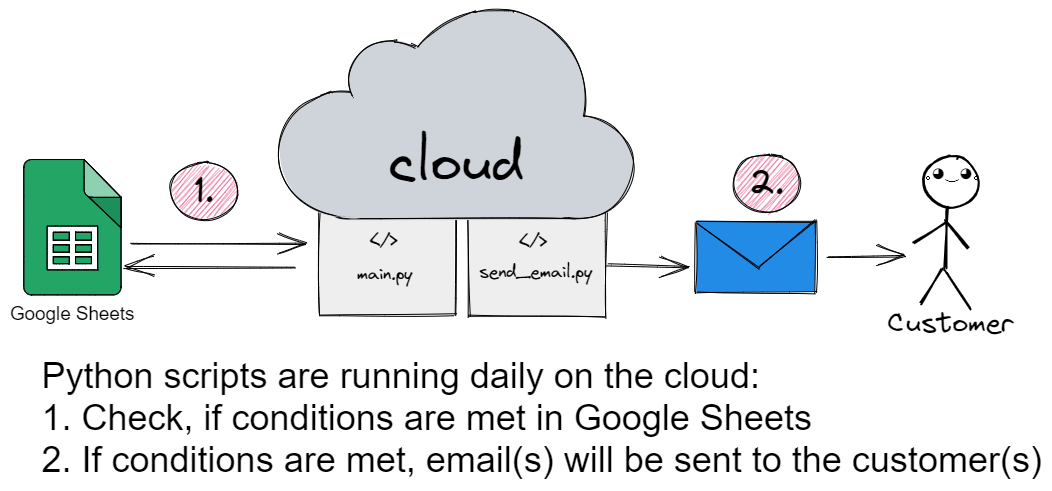 cloud
1.
2.
</>
main.py
</>
send_email.py
Google Sheets
Customer
Python scripts are running daily on the cloud:
1. Check, if conditions are met in Google Sheets
2. If conditions are met, email(s) will be sent to the customer(s)